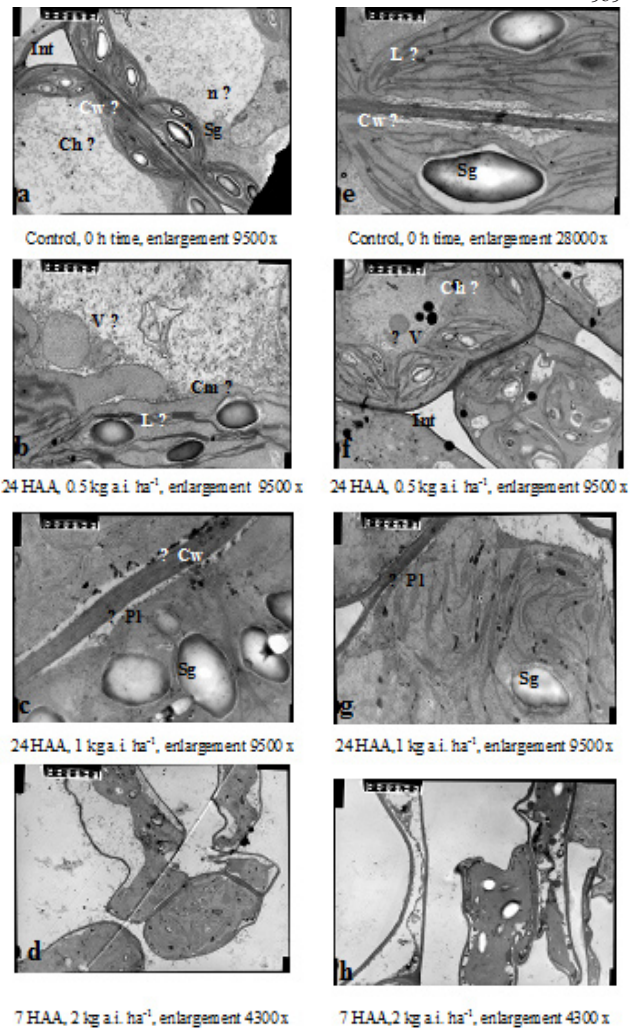 Int
n ?
Cw ?
Sg
Ch ?
a
Control, 0 h time, enlargement 9500x
L ?
Cw ?
Sg
e
Control, 0 h time, enlargement 28000x
V ?
Cm ?
L ?
b
24 HAA, 0.5 kg a.i. ha⁻¹, enlargement 9500 x
Ch ?
? V
Int
f
24 HAA, 0.5 kg a.i. ha⁻¹, enlargement 9500x
? Cw
? Pl
Sg
c
24 HAA, 1 kg a.i. ha⁻¹, enlargement 9500 x
? Pl
Sg
g
24 HAA,1 kg a.i. ha⁻¹, enlargement 9500x
d
7 HAA, 2 kg a.i. ha⁻¹, enlargement 4300x
h
7 HAA,2 kg a.i. ha⁻¹, enlargement 4300 x